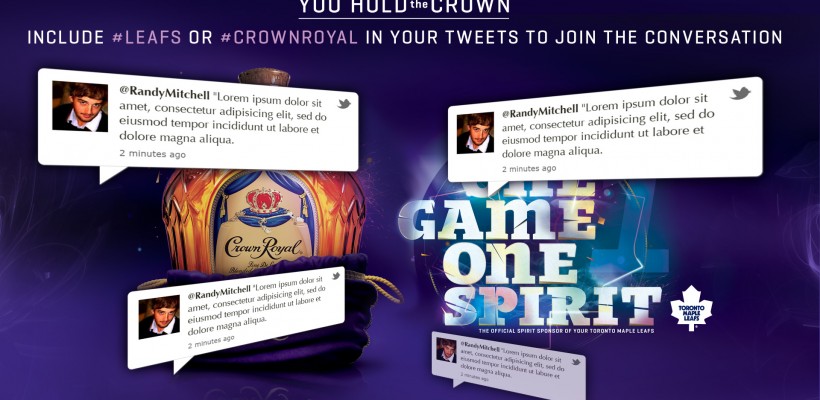 YOU HOLD the CROWN
INCLUDE #LEAFS OR #CROWNROYAL IN YOUR TWEETS TO JOIN THE CONVERSATION
@RandyMitchell "Lorem ipsum dolor sit
amet, consectetur adipisicing elit, sed do
eiusmod tempor incididunt ut labore et
dolore magna aliqua.
2 minutes ago
@RandyMitchell "Lorem ipsum dolor sit
amet, consectetur adipisicing elit, sed do
eiusmod tempor incididunt ut labore et
dolore magna aliqua.
2 minutes ago
Crown Royal
ONE
GAME
ONE
SPIRIT
THE OFFICIAL SPIRIT SPONSOR OF YOUR TORONTO MAPLE LEAFS
TORONTO
MAPLE
LEAFS
@RandyMitchell "Lorem ipsum dolor sit
amet, consectetur adipisicing elit, sed do
eiusmod tempor incididunt ut labore et
dolore magna aliqua.
2 minutes ago
@RandyMitchell "Lorem ipsum dolor sit
amet, consectetur adipisicing elit, sed do
eiusmod tempor incididunt ut labore et
dolore magna aliqua.
2 minutes ago